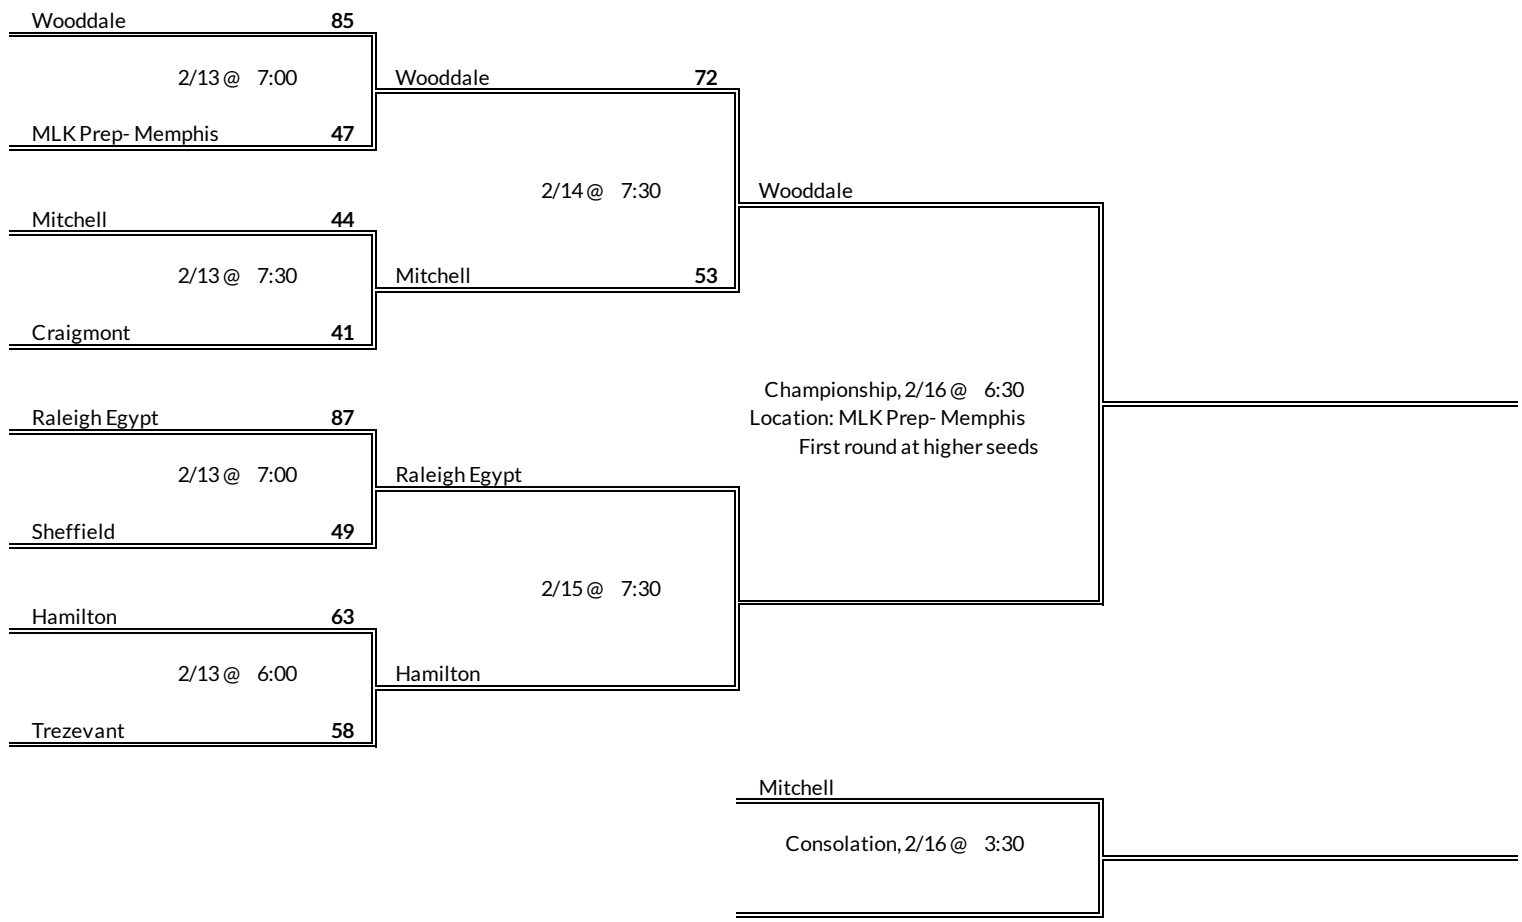 Wooddale 85
2/13 @ 7:00
Wooddale 72
MLK Prep- Memphis 47
2/14 @ 7:30
Wooddale
Mitchell 44
2/13 @ 7:30
Mitchell 53
Craigmont 41
Championship, 2/16 @ 6:30
Location: MLK Prep- Memphis
First round at higher seeds
Raleigh Egypt 87
2/13 @ 7:00
Raleigh Egypt
Sheffield 49
2/15 @ 7:30
Hamilton 63
2/13 @ 6:00
Hamilton
Trezevant 58
Mitchell
Consolation, 2/16 @ 3:30